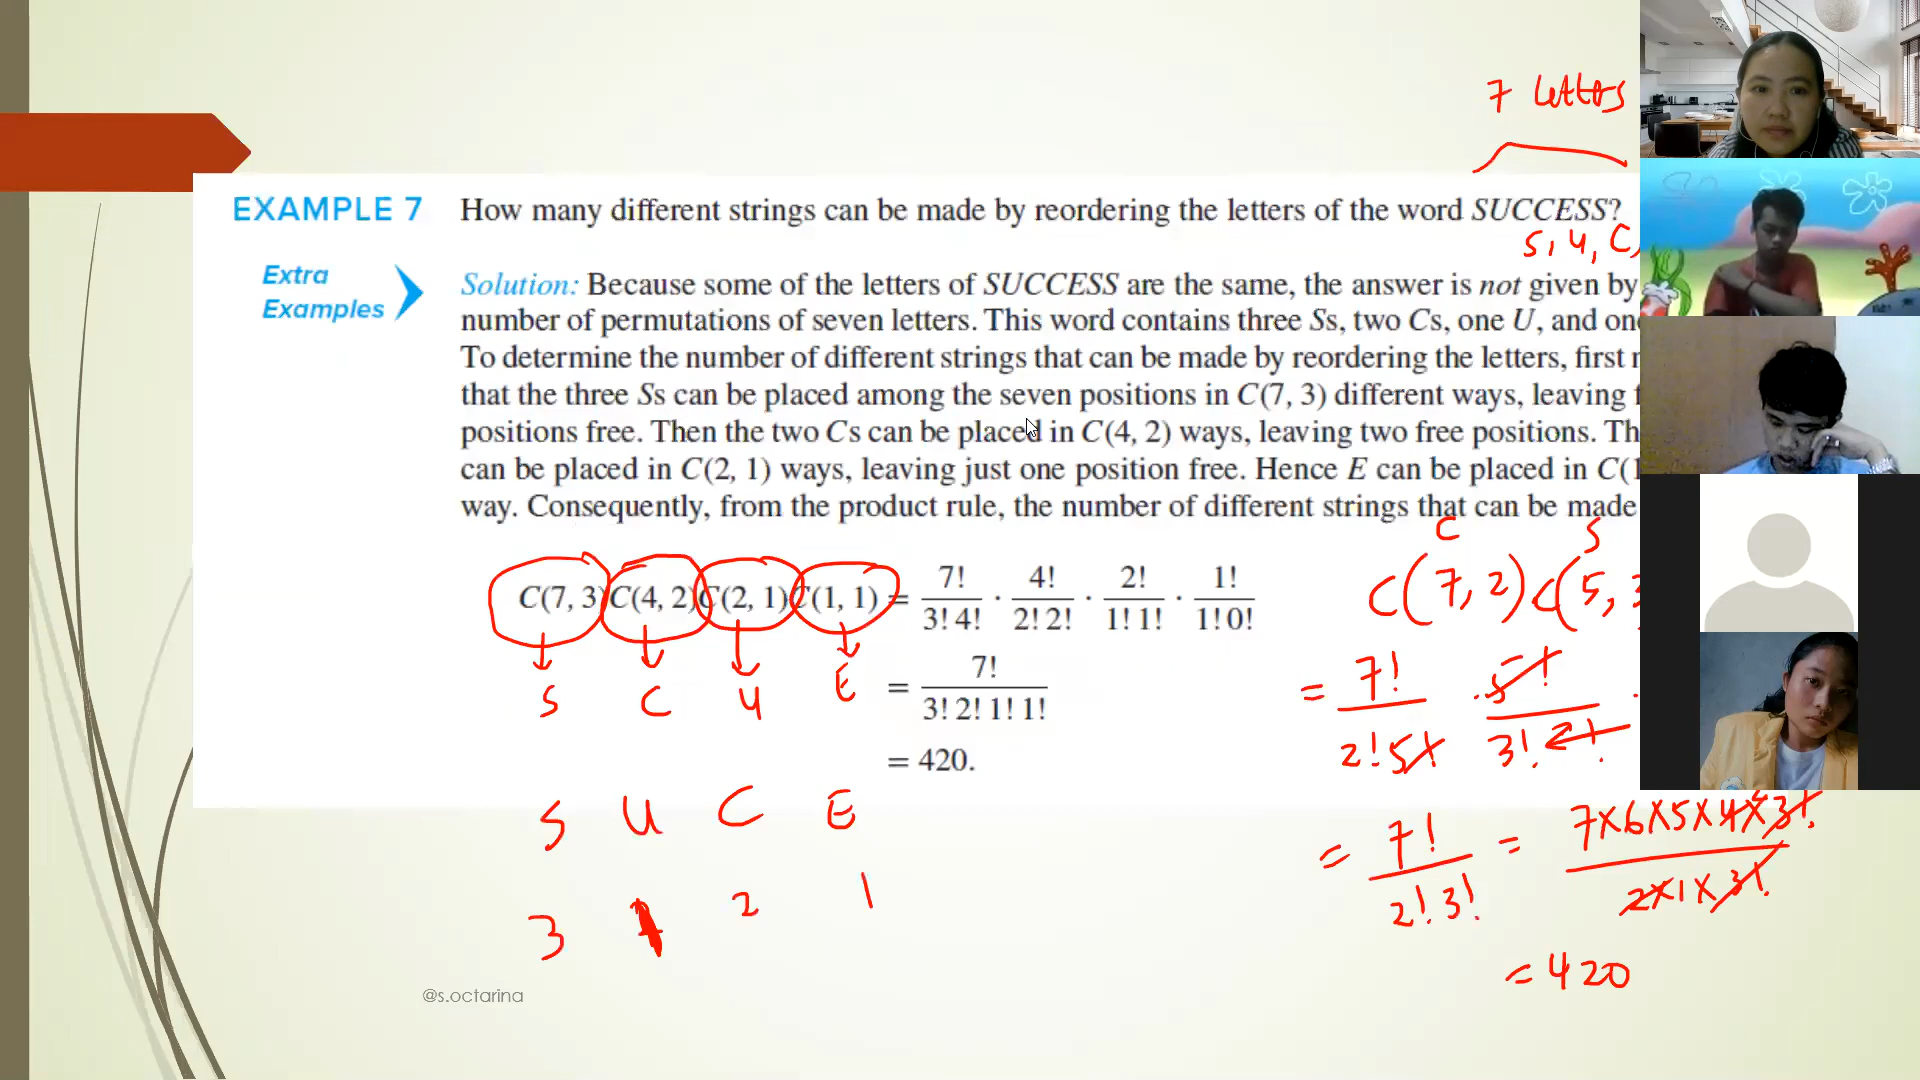 7 letters
EXAMPLE 7 How many different strings can be made by reordering the letters of the word SUCCESS?
S, U, C,
Extra Examples
Solution: Because some of the letters of SUCCESS are the same, the answer is not given by
number of permutations of seven letters. This word contains three Ss, two Cs, one U, and
To determine the number of different strings that can be made by reordering the letters, first
that the three Ss can be placed among the seven positions in C(7, 3) different ways, leaving
positions free. Then the two Cs can be placed in C(4, 2) ways, leaving two free positions.
can be placed in C(2, 1) ways, leaving just one position free. Hence E can be placed in C(1
way. Consequently, from the product rule, the number of different strings that can be made
C(7, 3)C(4, 2)C(2, 1)C(1, 1) = 7!/3!4! · 4!/2!2! · 2!/1!1! · 1!/1!0!
= 7!/3!2!1!1!
= 420.
S C U E
S U C E
3 1 2 1
C S
C(7, 2) C(5,
= 7!/2!5! · 5!/3!2! ·
= 7!/2!3! = 7×6×5×4×3!/2×1×3!
= 420
@s.octarina